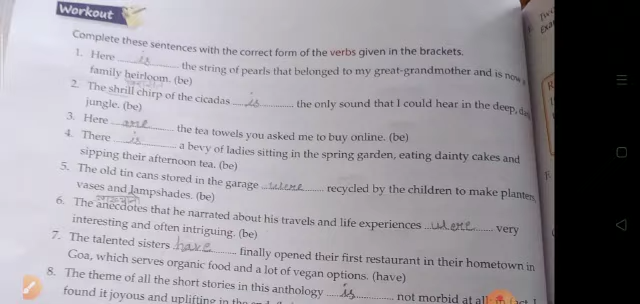 Workout
Complete these sentences with the correct form of the verbs given in the brackets.
1. Here is the string of pearls that belonged to my great-grandmother and is now
family heirloom. (be)
2. The shrill chirp of the cicadas is the only sound that I could hear in the deep,
jungle. (be)
3. Here are the tea towels you asked me to buy online. (be)
4. There is a bevy of ladies sitting in the spring garden, eating dainty cakes and
sipping their afternoon tea. (be)
5. The old tin cans stored in the garage were recycled by the children to make planters,
vases and lampshades. (be)
6. The anecdotes that he narrated about his travels and life experiences were very
interesting and often intriguing. (be)
7. The talented sisters have finally opened their first restaurant in their hometown in
Goa, which serves organic food and a lot of vegan options. (have)
8. The theme of all the short stories in this anthology is not morbid at all;
found it joyous and uplifting in the